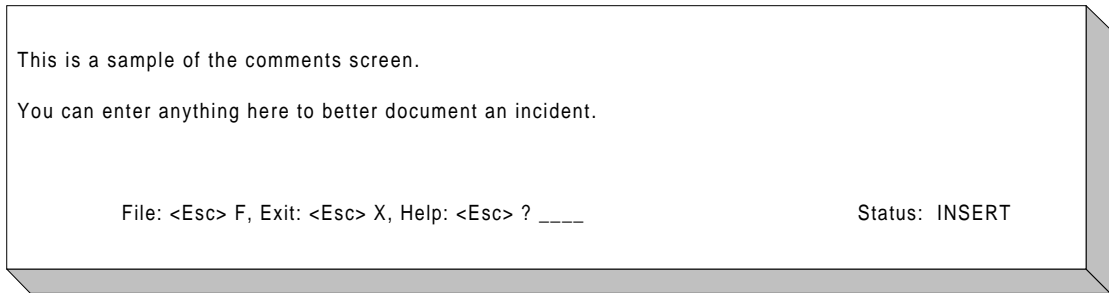 This is a sample of the comments screen.
You can enter anything here to better document an incident.
File: <Esc> F, Exit: <Esc> X, Help: <Esc> ? ____ Status: INSERT